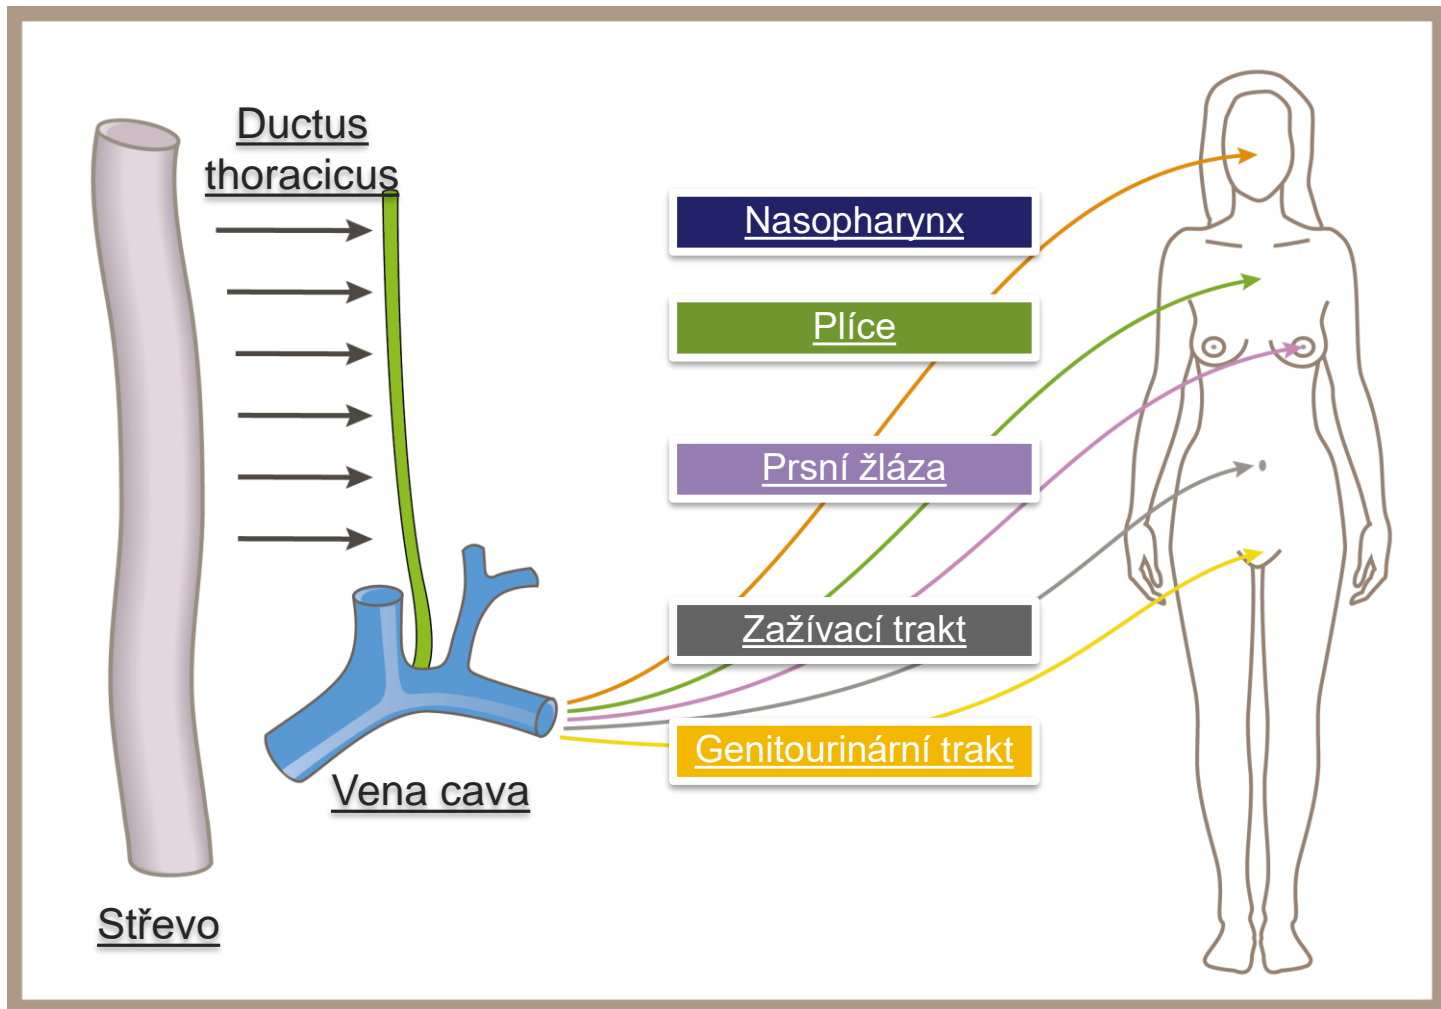 Ductus
thoracicus
Nasopharynx
Plíce
Prsní žláza
Zažívací trakt
Genitourinární trakt
Vena cava
Střevo